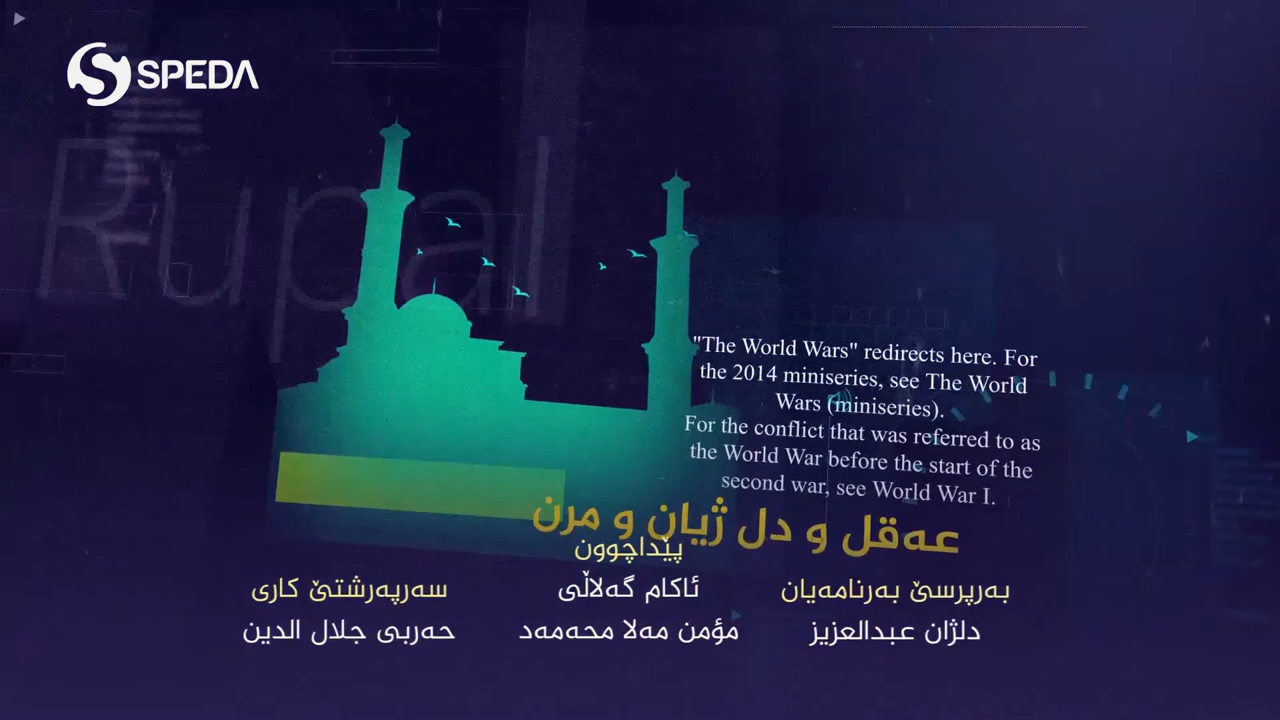 SPEDA
Rupal
"The World Wars" redirects here. For
the 2014 miniseries, see The World
Wars (miniseries).
For the conflict that was referred to as
the World War before the start of the
second war, see World War I.
عەقل و دل ژیان و مرن
پێداچوون
بەرپرسێ بەرنامەیان
ئاکام گەلاڵی
سەرپەرشتێ کاری
دلژان عبدالعزیز
مؤمن مەلا محەمەد
حەربی جلال الدین